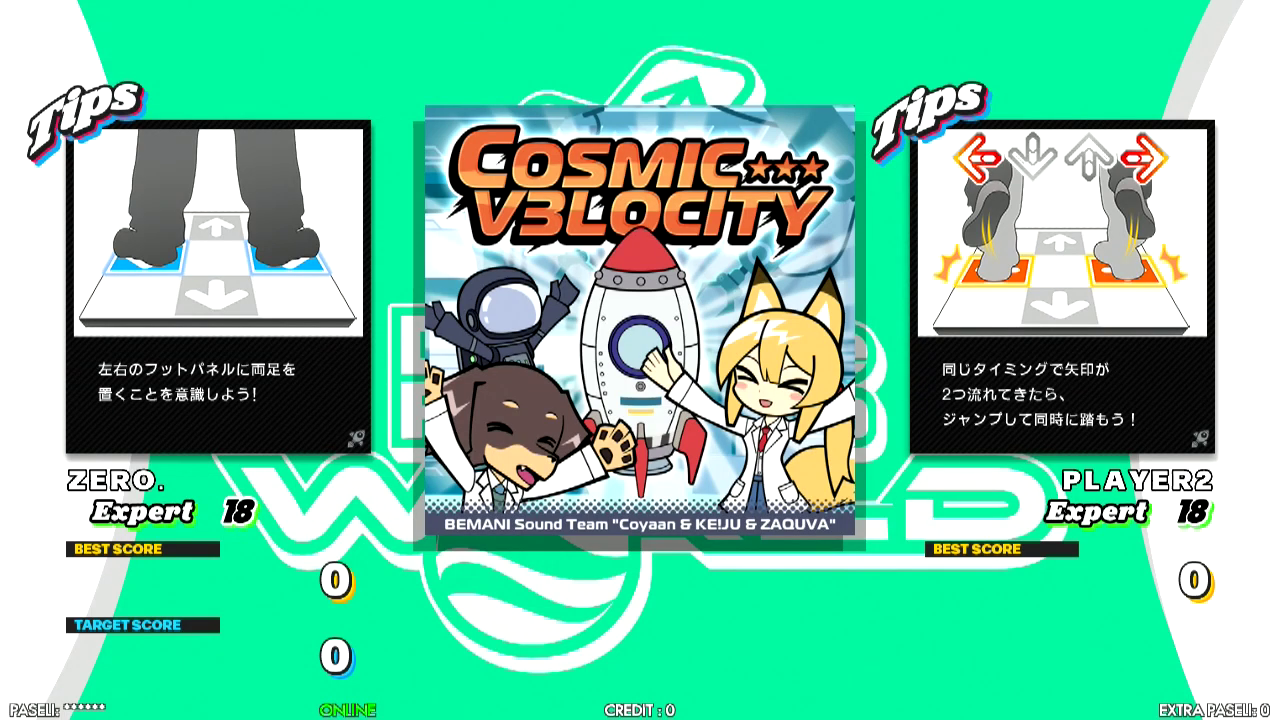 Tips
左右のフットパネルに両足を
置くことを意識しよう!
ZERO.
Expert 18
BEST SCORE
0
TARGET SCORE
0
COSMIC
V3LOCITY
BEMANI Sound Team "Coyaan & KE!JU & ZAQUVA"
Tips
同じタイミングで矢印が
2つ流れてきたら、
ジャンプして同時に踏もう!
PLAYER2
Expert 18
BEST SCORE
0
PASELI: ******
ONLINE
CREDIT : 0
EXTRA PASELI: 0